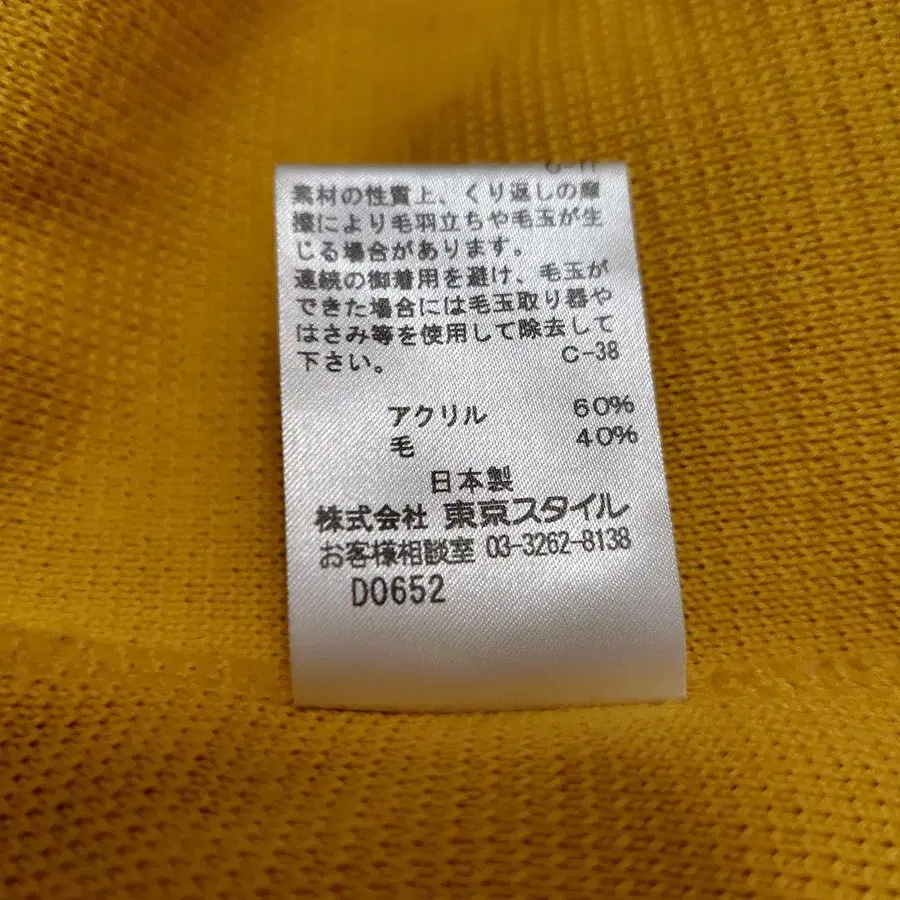 素材の性質上、くり返しの摩
擦により毛羽立ちや毛玉が生
じる場合があります。
連続の御着用を避け、毛玉が
できた場合には毛玉取り器や
はさみ等を使用して除去して
下さい。 C-38
アクリル 60%
毛 40%
日本製
株式会社 東京スタイル
お客様相談室 03-3262-8138
D0652